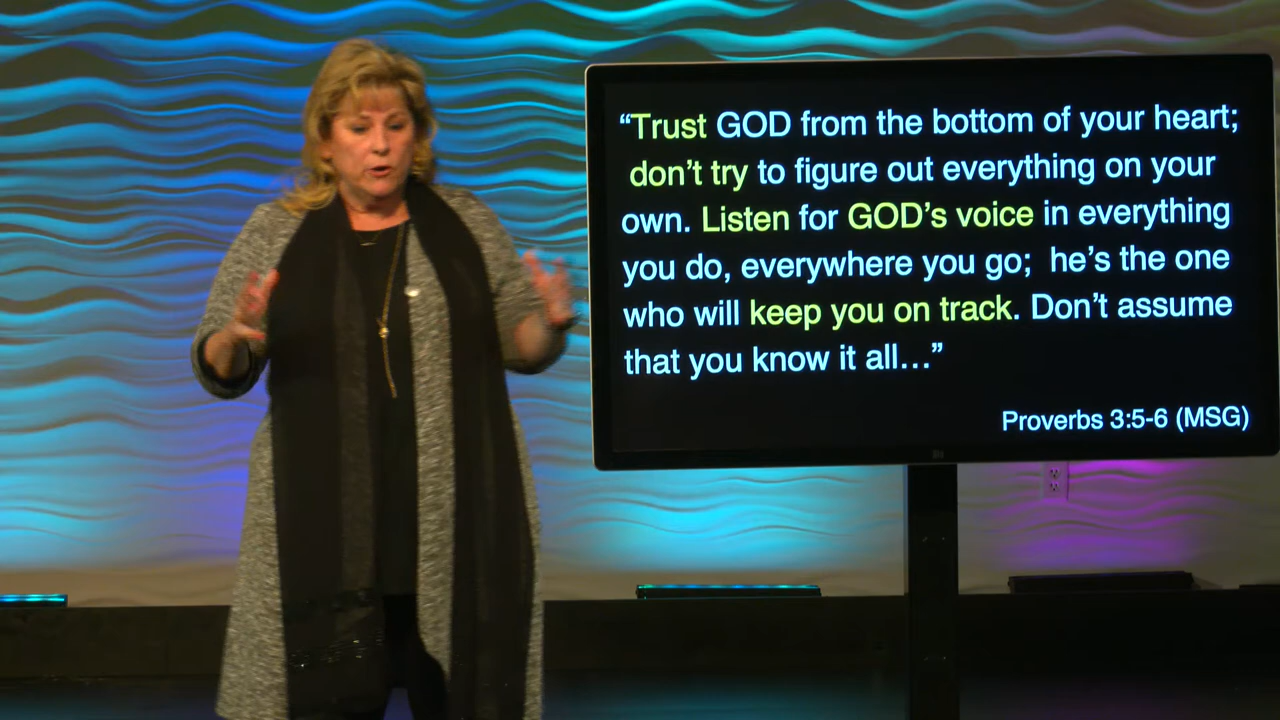 “Trust GOD from the bottom of your heart;
don’t try to figure out everything on your
own. Listen for GOD’S voice in everything
you do, everywhere you go;  he’s the one
who will keep you on track. Don’t assume
that you know it all…”
Proverbs 3:5-6 (MSG)